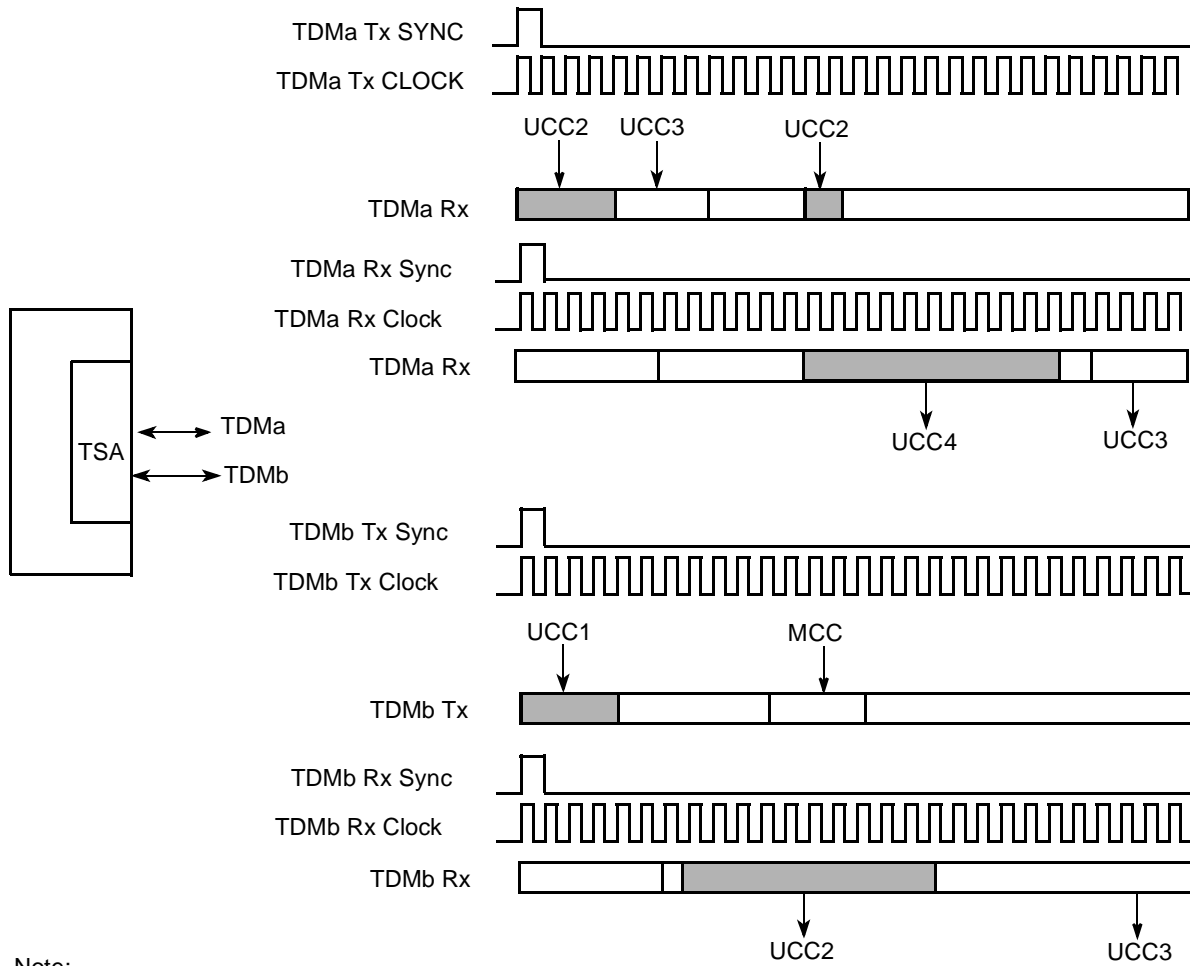 TDMa Tx SYNC
TDMa Tx CLOCK
UCC2 UCC3 UCC2
TDMa Rx
TDMa Rx Sync
TDMa Rx Clock
TDMa Rx
UCC4 UCC3
TSA
TDMa
TDMb
TDMb Tx Sync
TDMb Tx Clock
UCC1 MCC
TDMb Tx
TDMb Rx Sync
TDMb Rx Clock
TDMb Rx
UCC2 UCC3
Note: